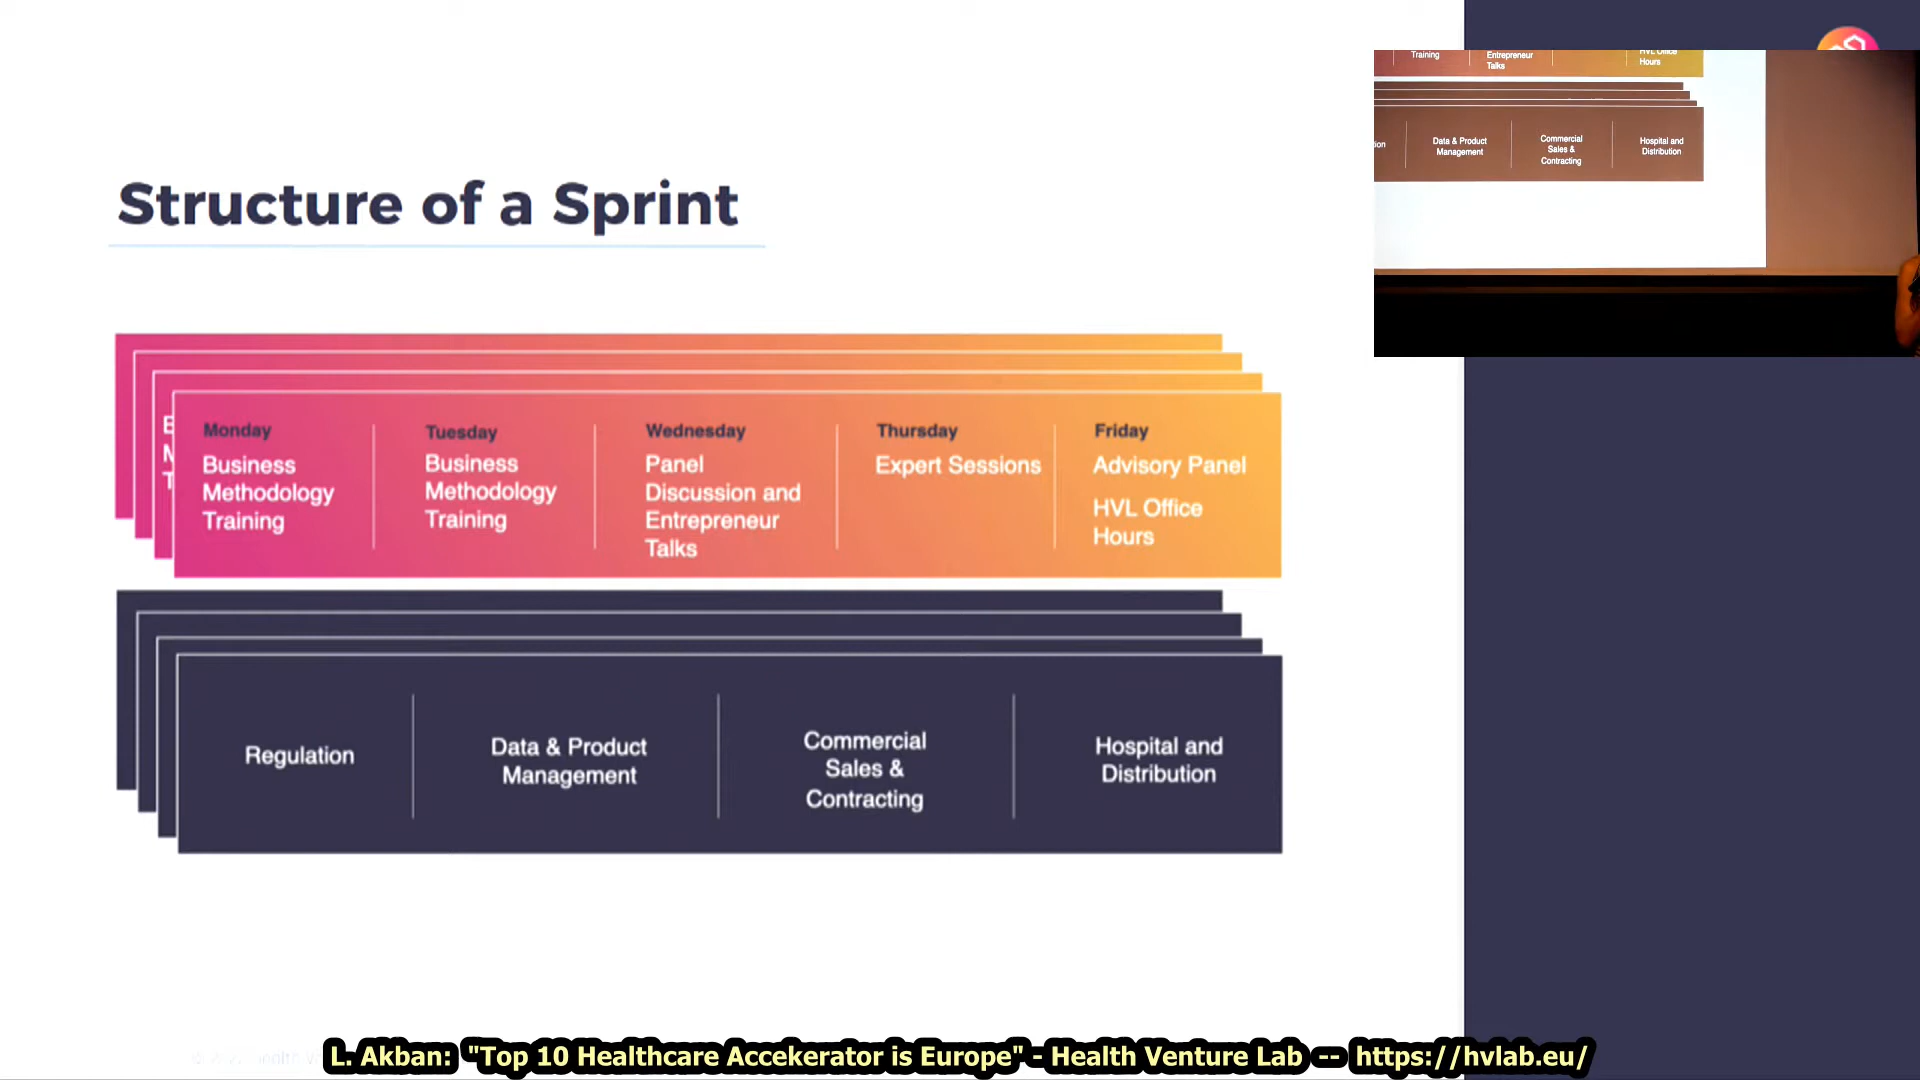 Structure of a Sprint
Monday
Business
Methodology
Training
Tuesday
Business
Methodology
Training
Wednesday
Panel
Discussion and
Entrepreneur
Talks
Thursday
Expert Sessions
Friday
Advisory Panel
HVL Office
Hours
Regulation
Data & Product
Management
Commercial
Sales &
Contracting
Hospital and
Distribution
Training
Entrepreneur
Talks
HVL Office
Hours
Data & Product
Management
Commercial
Sales &
Contracting
Hospital and
Distribution
L. Akban: "Top 10 Healthcare Accekerator is Europe" - Health Venture Lab -- https://hvlab.eu/